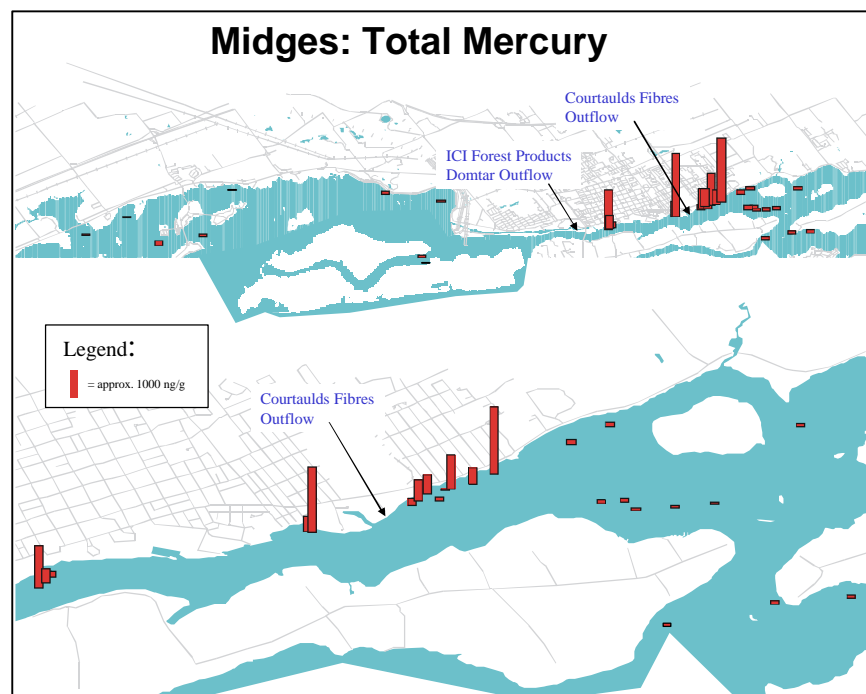 Midges: Total Mercury
Courtaulds Fibres
Outflow
ICI Forest Products
Domtar Outflow
Legend:
= approx. 1000 ng/g
Courtaulds Fibres
Outflow